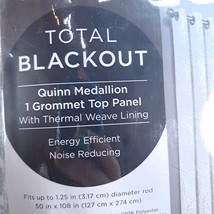 TOTAL
BLACKOUT
Quinn Medallion
1 Grommet Top Panel
With Thermal Weave Lining
Energy Efficient
Noise Reducing
Fits up to 1.25 in (3.17 cm) diameter rod
50 in x 108 in (127 cm x 274 cm)
100% Polyester